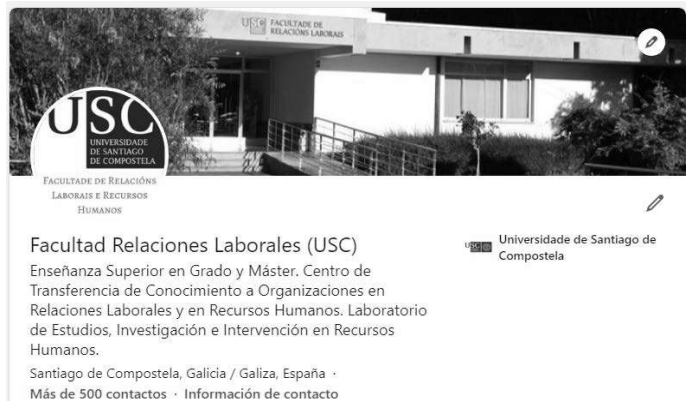 USC FACULTADE DE
RELACIÓNS LABORAIS
USC
UNIVERSIDADE
DE SANTIAGO
DE COMPOSTELA
FACULTADE DE RELACIÓNS
LABORAIS E RECURSOS
HUMANOS
Facultad Relaciones Laborales (USC)
Enseñanza Superior en Grado y Máster. Centro de
Transferencia de Conocimiento a Organizaciones en
Relaciones Laborales y en Recursos Humanos. Laboratorio
de Estudios, Investigación e Intervención en Recursos
Humanos.
Santiago de Compostela, Galicia / Galiza, España ·
Más de 500 contactos · Información de contacto
USC Universidade de Santiago de
Compostela